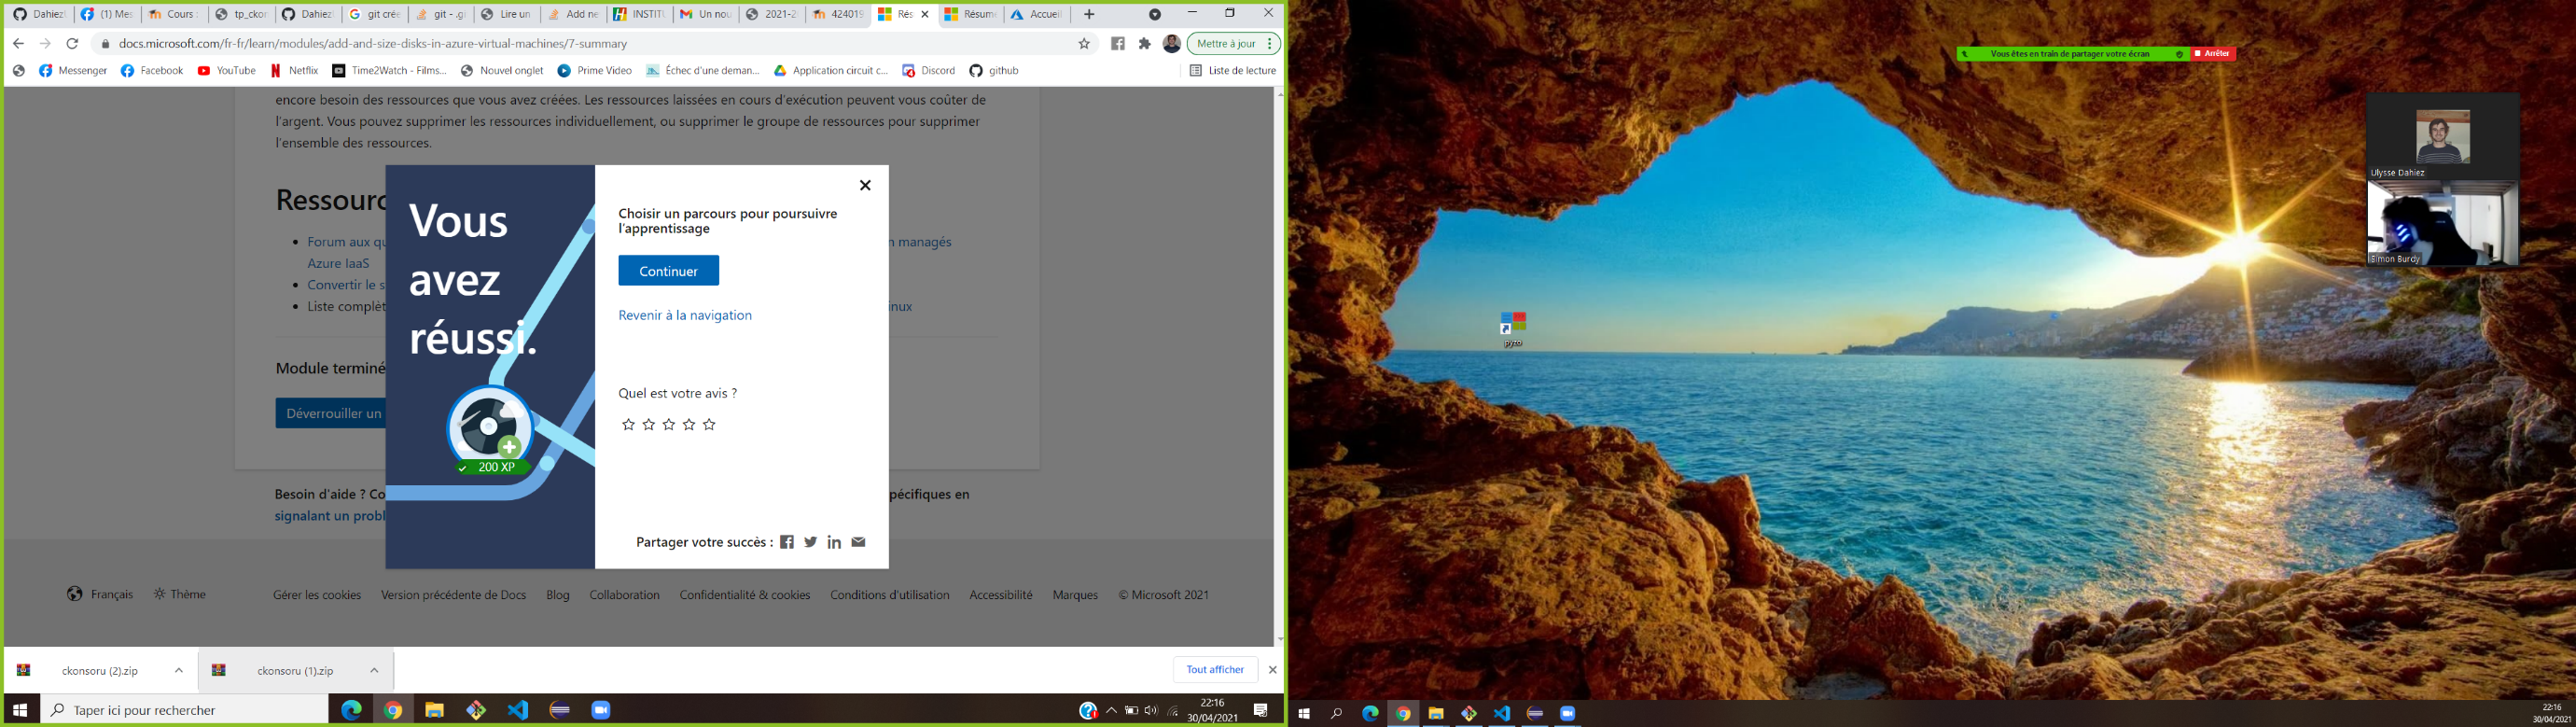 Dahiez
(1) Mes
Cours :
tp_ckon
Dahiez
git crée
git - .gi
Lire un
Add ne
INSTIT
Un nou
2021-2
424019
Rés
Résum
Accueil
docs.microsoft.com/fr-fr/learn/modules/add-and-size-disks-in-azure-virtual-machines/7-summary
Mettre à jour
Messenger
Facebook
YouTube
Netflix
Time2Watch - Films...
Nouvel onglet
Prime Video
Échec d'une deman...
Application circuit c...
Discord
github
Liste de lecture
encore besoin des ressources que vous avez créées. Les ressources laissées en cours d'exécution peuvent vous coûter de
l'argent. Vous pouvez supprimer les ressources individuellement, ou supprimer le groupe de ressources pour supprimer
l'ensemble des ressources.
Ressourc
Forum aux qu
n managés
Azure IaaS
Convertir le s
Liste complèt
inux
Module terminé
Déverrouiller un
Besoin d'aide ? Co
pécifiques en
signalant un probl
Vous
avez
réussi.
200 XP
Choisir un parcours pour poursuivre
l'apprentissage
Continuer
Revenir à la navigation
Quel est votre avis ?
Partager votre succès :
Français
Thème
Gérer les cookies
Version précédente de Docs
Blog
Collaboration
Confidentialité & cookies
Conditions d'utilisation
Accessibilité
Marques
© Microsoft 2021
ckonsoru (2).zip
ckonsoru (1).zip
Tout afficher
Taper ici pour rechercher
22:16
30/04/2021
Vous êtes en train de partager votre écran
Arrêter
Ulysse Dahiez
Simon Burdy
pyzo
22:16
30/04/2021